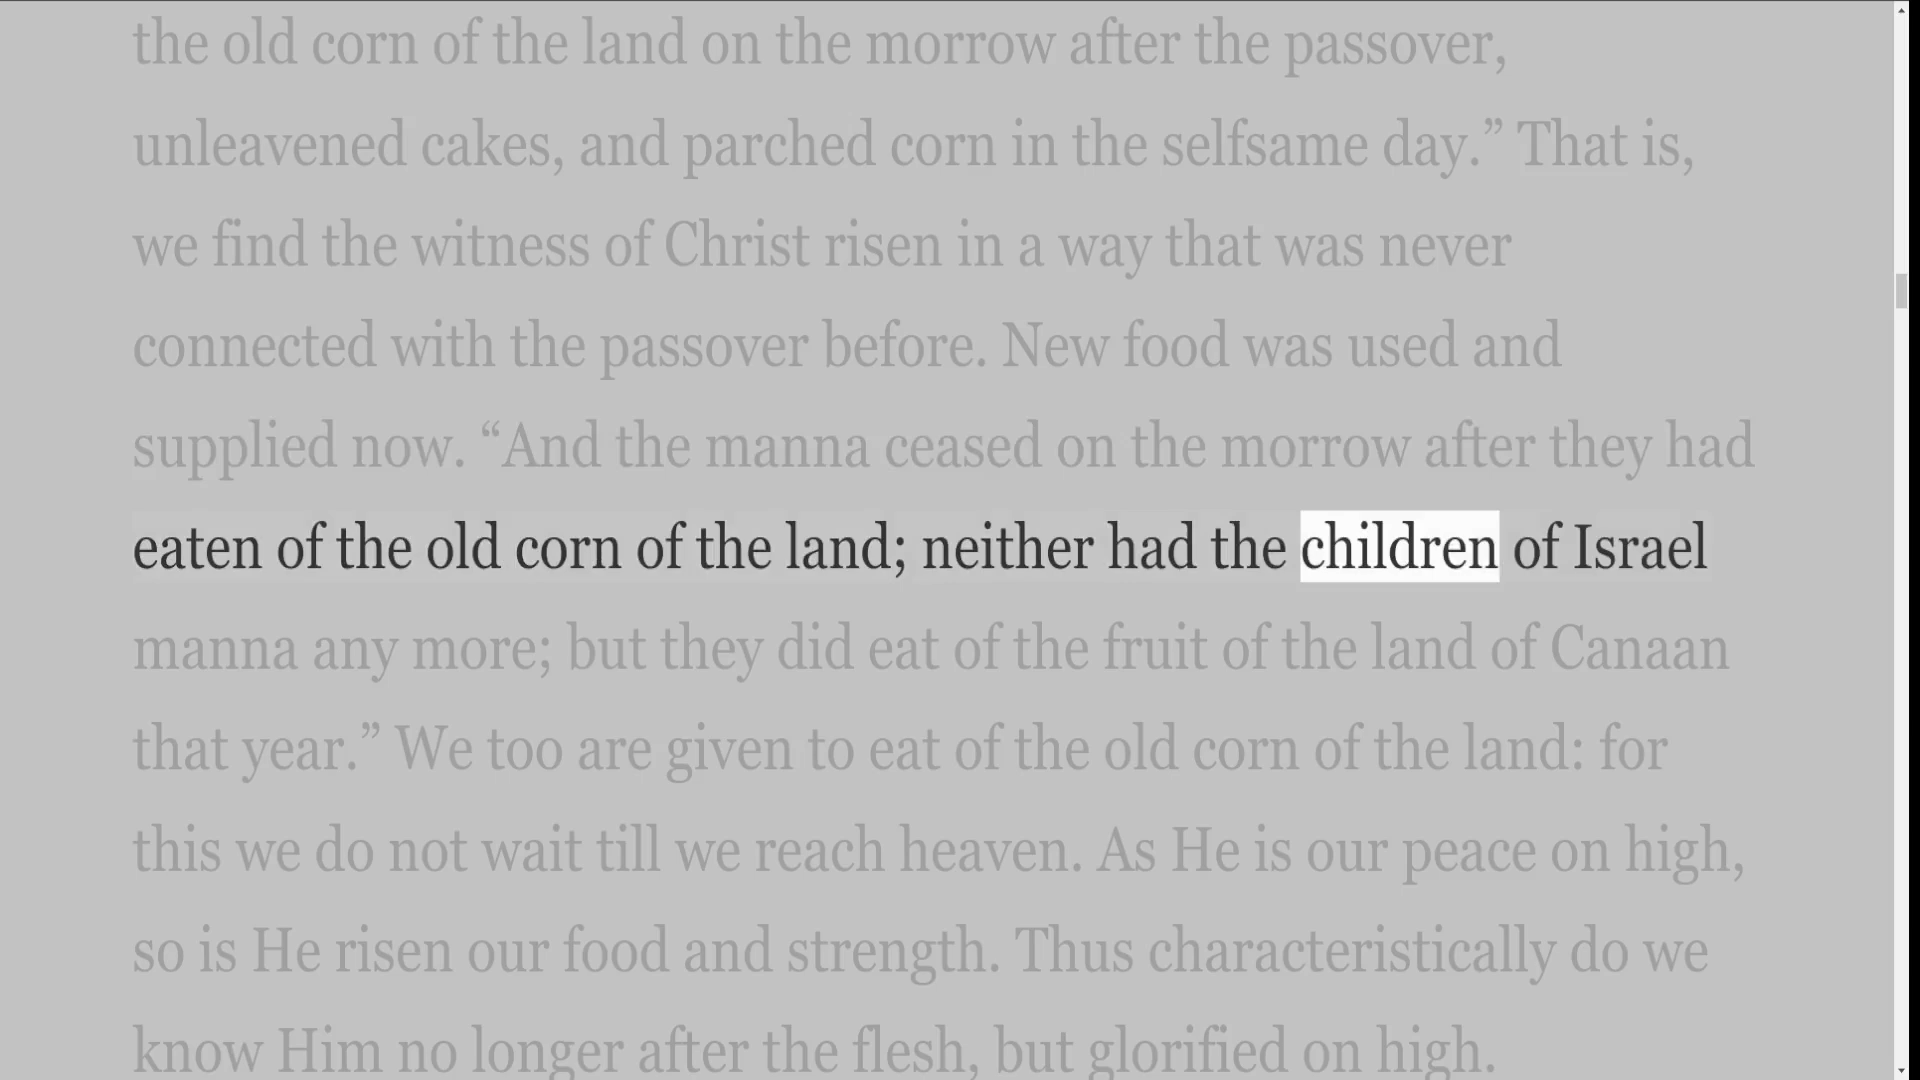 the old corn of the land on the morrow after the passover,
unleavened cakes, and parched corn in the selfsame day.” That is,
we find the witness of Christ risen in a way that was never
connected with the passover before. New food was used and
supplied now. “And the manna ceased on the morrow after they had
eaten of the old corn of the land; neither had the children of Israel
manna any more; but they did eat of the fruit of the land of Canaan
that year.” We too are given to eat of the old corn of the land: for
this we do not wait till we reach heaven. As He is our peace on high,
so is He risen our food and strength. Thus characteristically do we
know Him no longer after the flesh, but glorified on high.